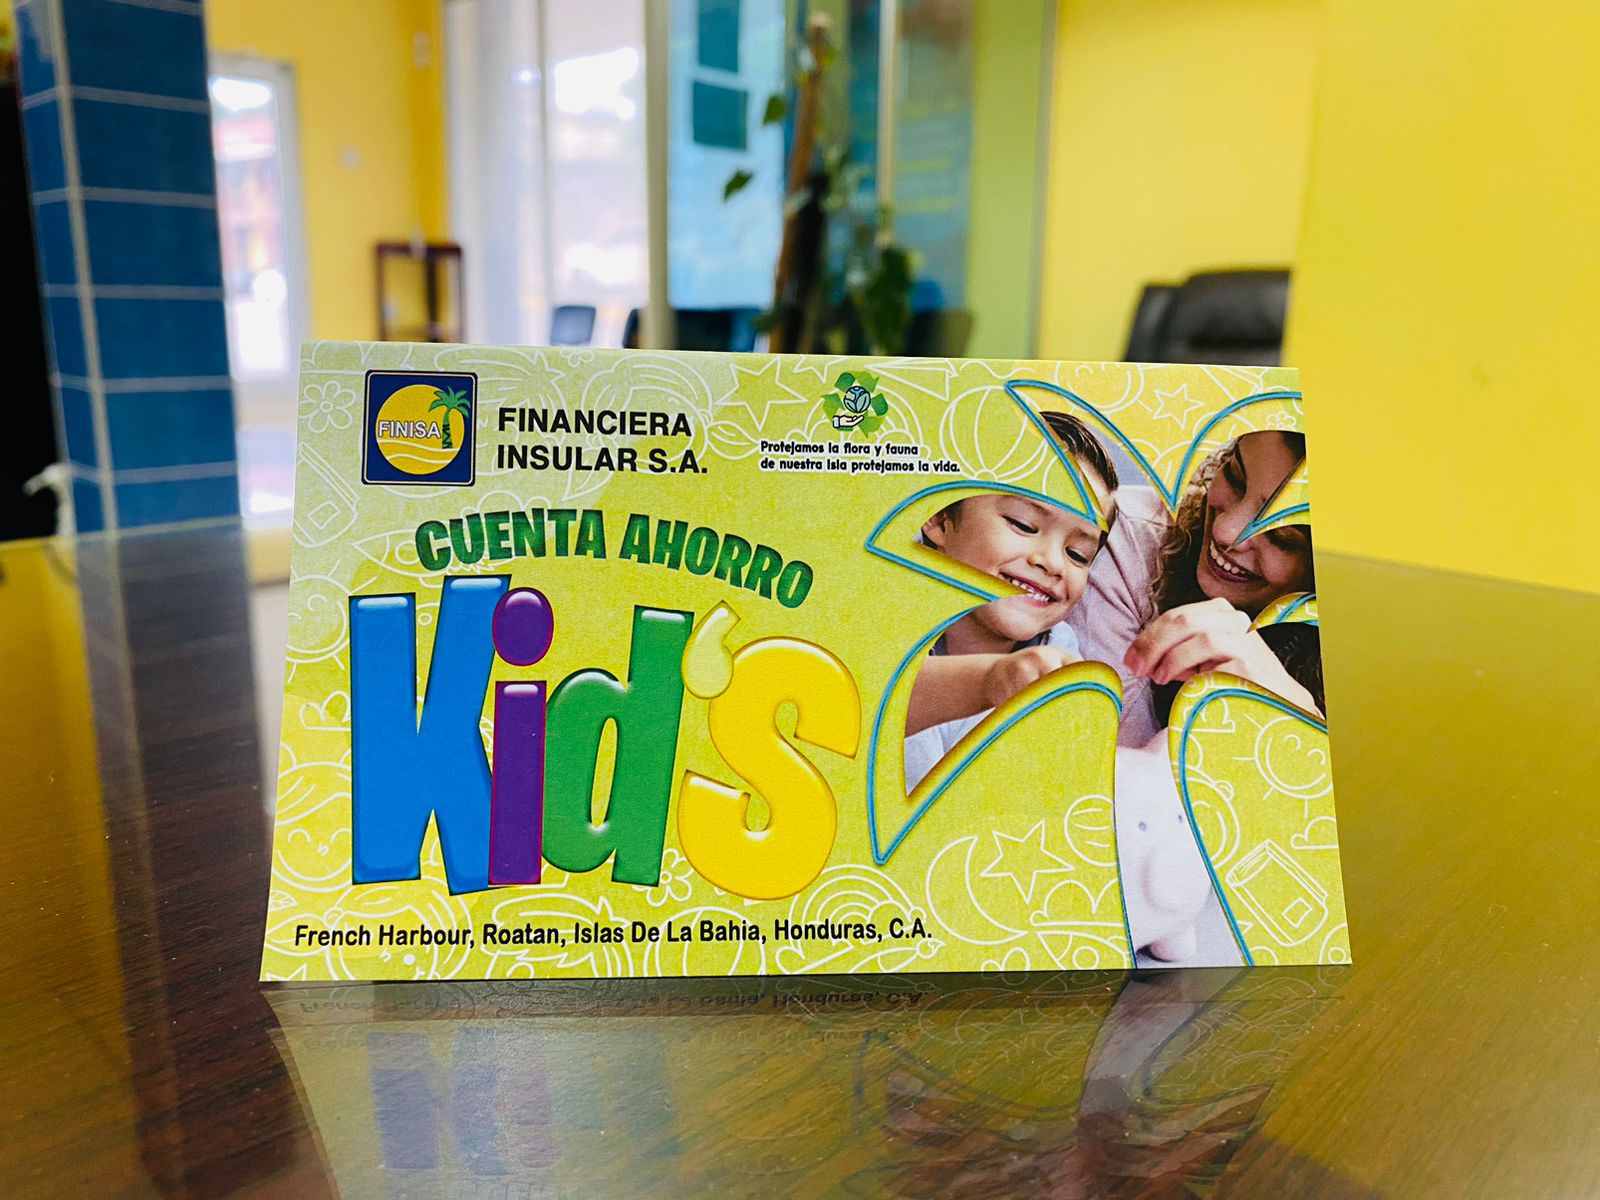 FINISA
FINANCIERA
INSULAR S.A.
Protejamos la flora y fauna
de nuestra Isla protejamos la vida.
CUENTA AHORRO
Kid's
French Harbour, Roatan, Islas De La Bahia, Honduras, C.A.